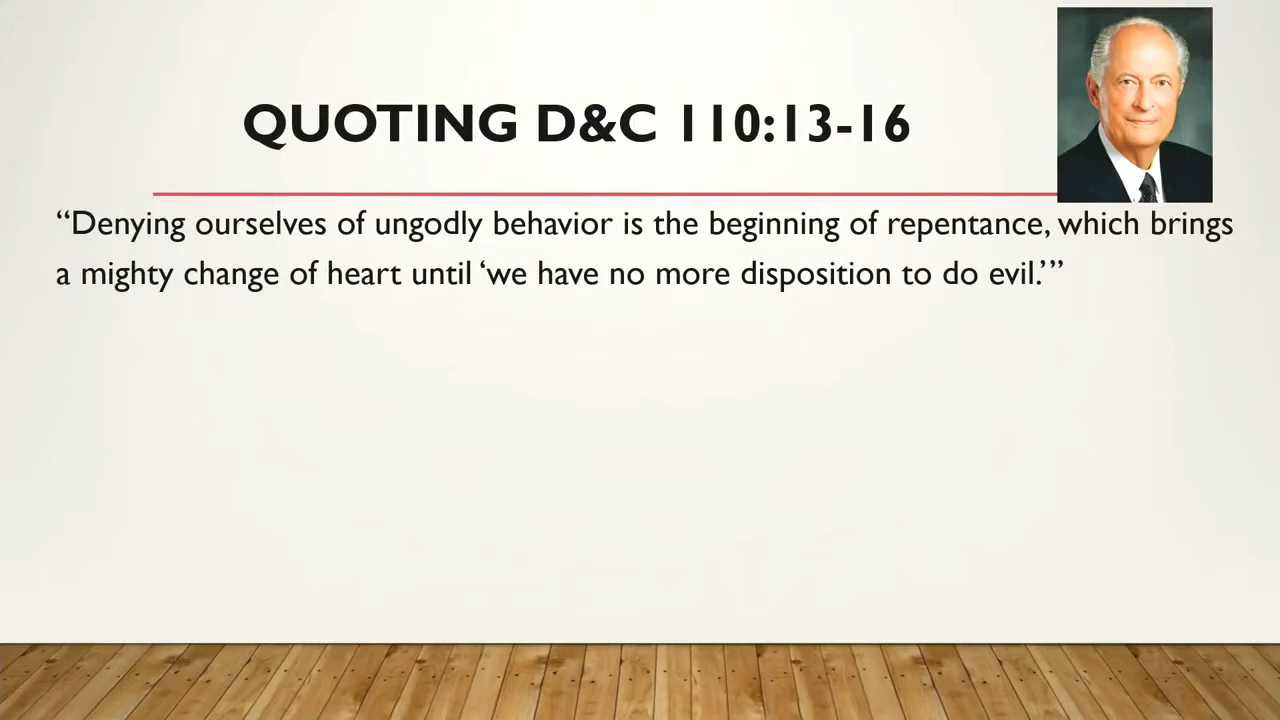 QUOTING D&C 110:13-16
“Denying ourselves of ungodly behavior is the beginning of repentance, which brings
a mighty change of heart until ‘we have no more disposition to do evil.’”